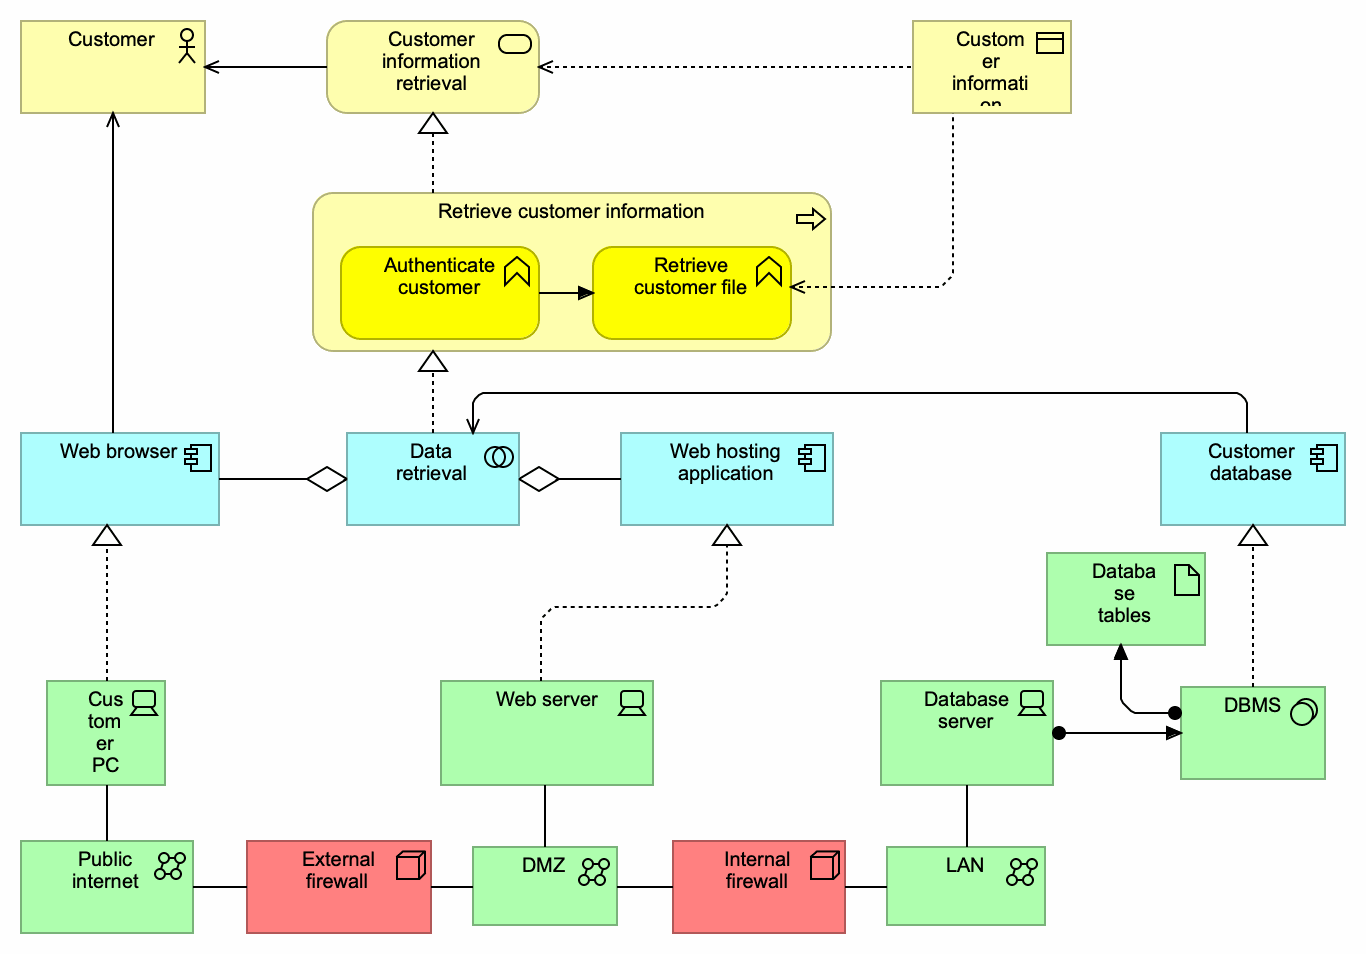 Customer
Customer
information
retrieval
Custom
er
informati
on
Retrieve customer information
Authenticate
customer
Retrieve
customer file
Web browser
Data
retrieval
Web hosting
application
Customer
database
Databa
se
tables
Cus
tom
er
PC
Web server
Database
server
DBMS
Public
internet
External
firewall
DMZ
Internal
firewall
LAN